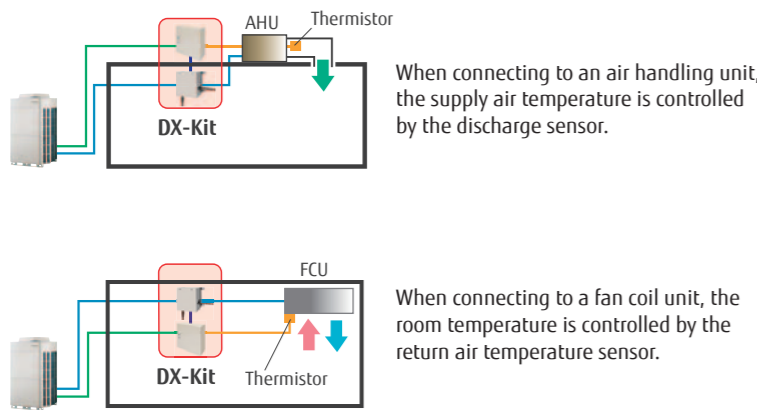 AHU
Thermistor
DX-Kit
When connecting to an air handling unit,
the supply air temperature is controlled
by the discharge sensor.
FCU
DX-Kit
Thermistor
When connecting to a fan coil unit, the
room temperature is controlled by the
return air temperature sensor.